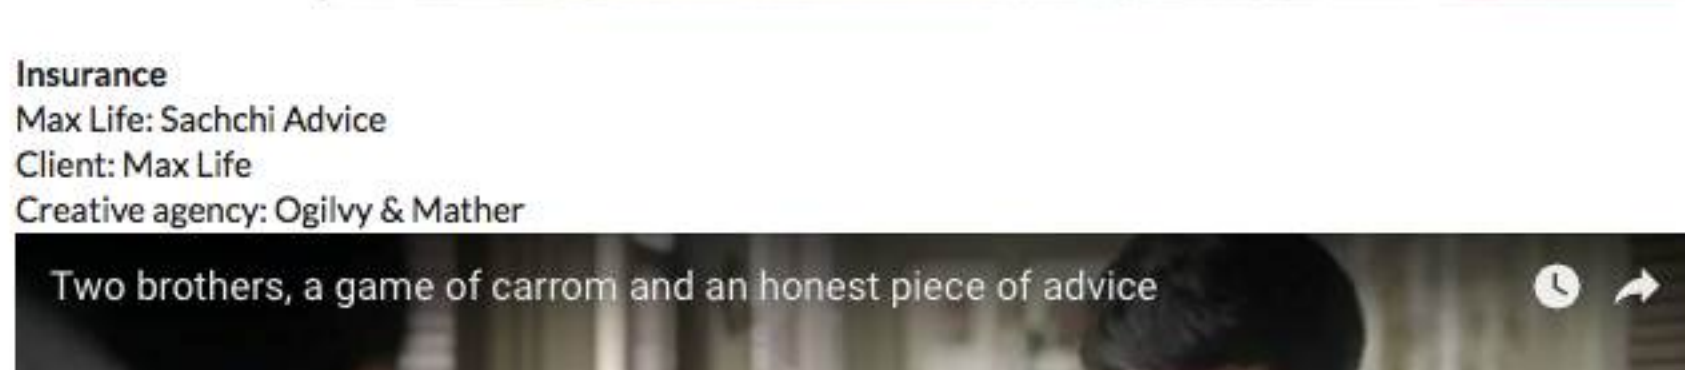 Insurance
Max Life: Sachchi Advice
Client: Max Life
Creative agency: Ogilvy & Mather
Two brothers, a game of carrom and an honest piece of advice